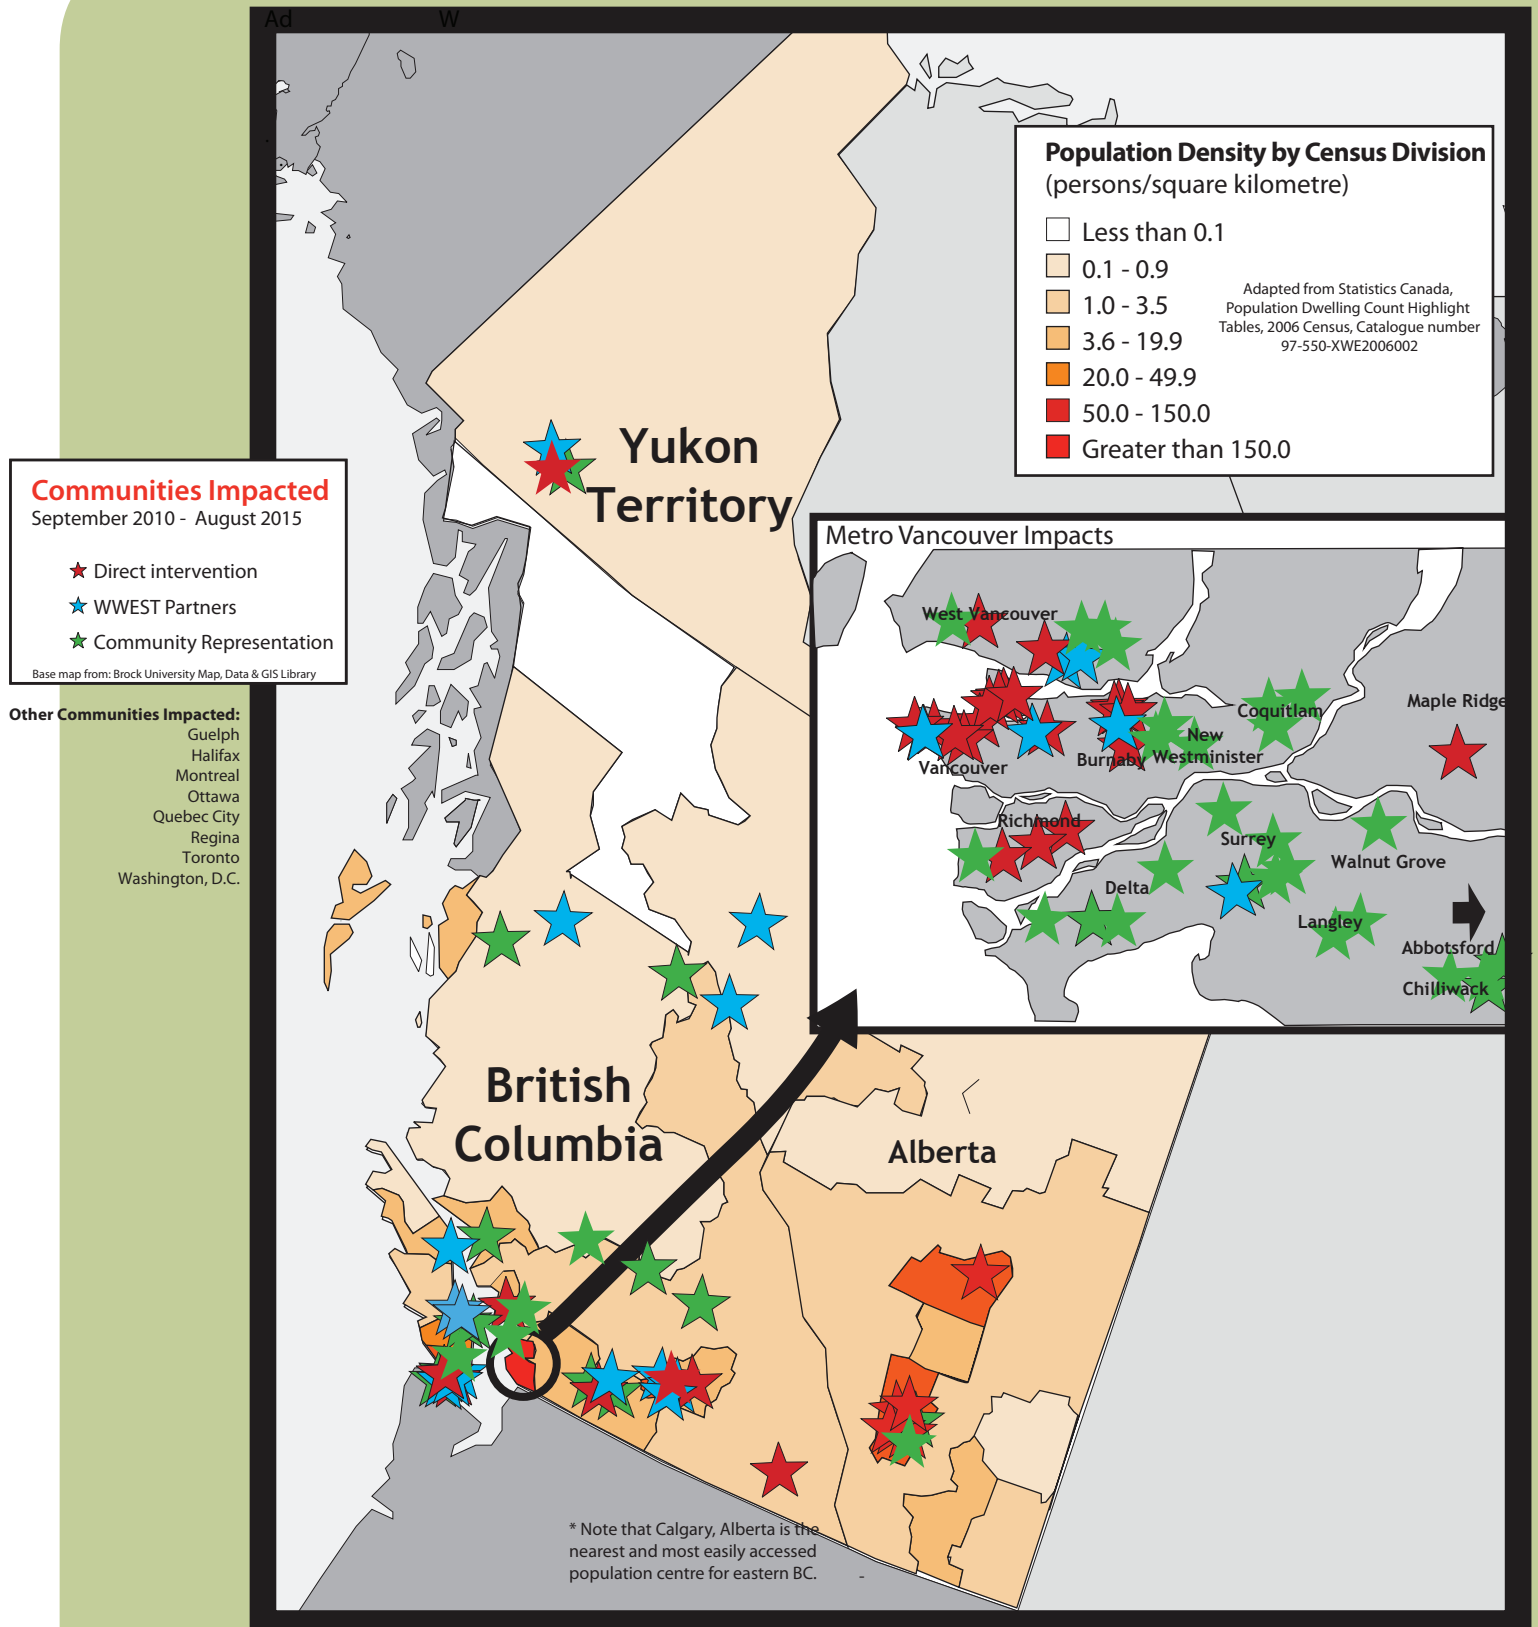 Ad W
Population Density by Census Division
(persons/square kilometre)
Less than 0.1
0.1 - 0.9
1.0 - 3.5
3.6 - 19.9
20.0 - 49.9
50.0 - 150.0
Greater than 150.0
Adapted from Statistics Canada,
Population Dwelling Count Highlight
Tables, 2006 Census, Catalogue number
97-550-XWE2006002
Yukon
Territory
Communities Impacted
September 2010 - August 2015
Direct intervention
WWEST Partners
Community Representation
Base map from: Brock University Map, Data & GIS Library
Other Communities Impacted:
Guelph
Halifax
Montreal
Ottawa
Quebec City
Regina
Toronto
Washington, D.C.
Metro Vancouver Impacts
West Vancouver
Coquitlam
Maple Ridge
New
Westminister
Burnaby
Vancouver
Richmond
Surrey
Walnut Grove
Delta
Langley
Abbotsford
Chilliwack
British
Columbia
Alberta
* Note that Calgary, Alberta is the
nearest and most easily accessed
population centre for eastern BC. -